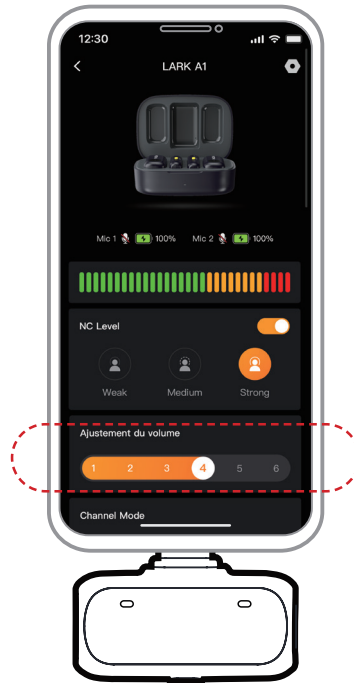 12:30
LARK A1
Mic 1 100% Mic 2 100%
NC Level
Weak Medium Strong
Ajustement du volume
1 2 3 4 5 6
Channel Mode